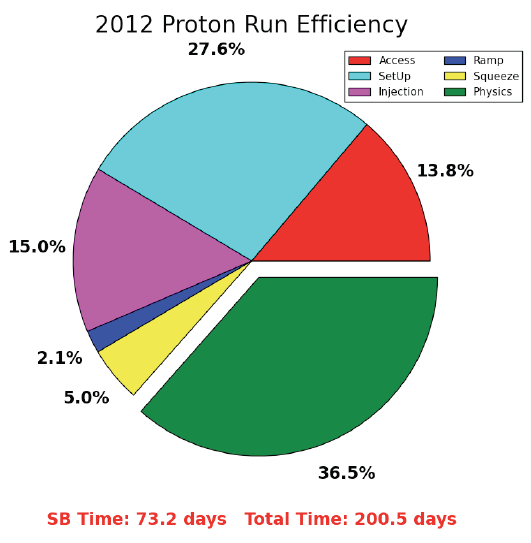 2012 Proton Run Efficiency
27.6%
Access
Ramp
SetUp
Squeeze
Injection
Physics
13.8%
15.0%
2.1%
5.0%
36.5%
SB Time: 73.2 days Total Time: 200.5 days